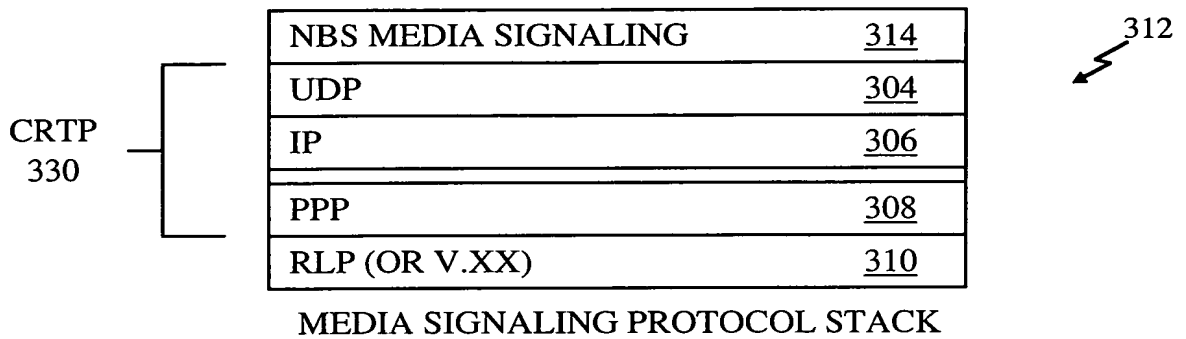 NBS MEDIA SIGNALING 314
312
UDP 304
CRTP
330
IP 306
PPP 308
RLP (OR V.XX) 310
MEDIA SIGNALING PROTOCOL STACK